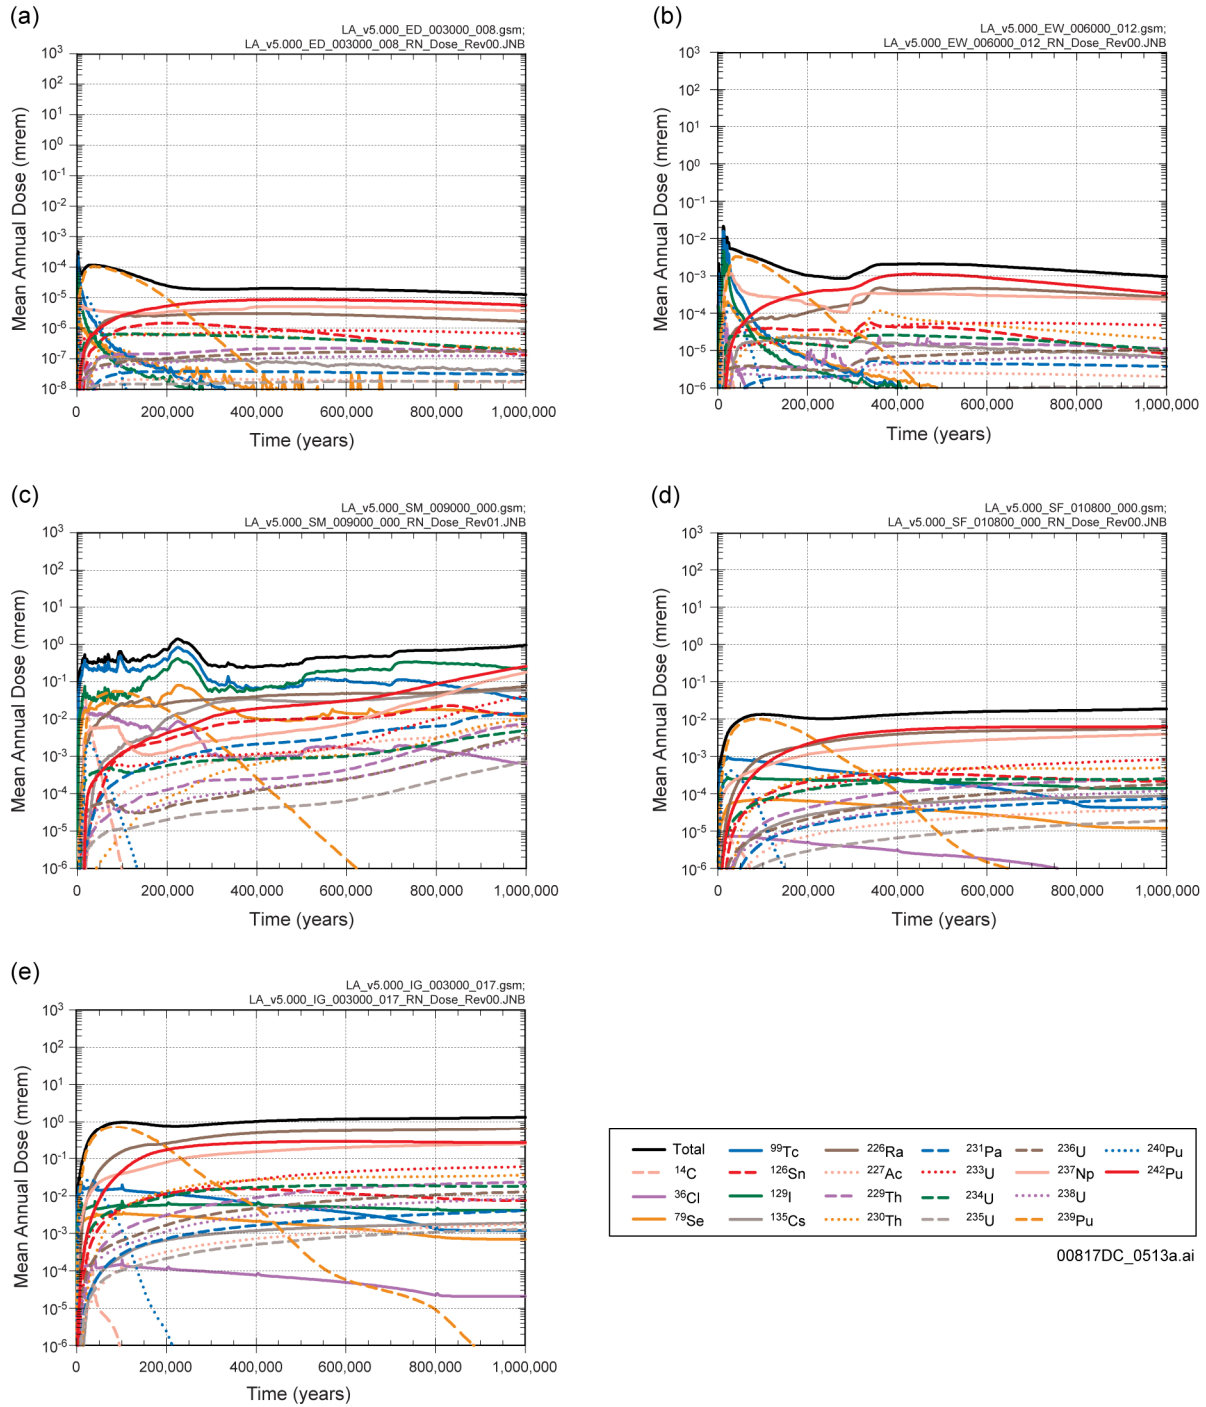 (a)
LA_v5.000_ED_003000_008.gsm;
LA_v5.000_ED_003000_008_RN_Dose_Rev00.JNB
10³
10²
10¹
10⁰
10⁻¹
10⁻²
10⁻³
10⁻⁴
10⁻⁵
10⁻⁶
10⁻⁷
10⁻⁸
Mean Annual Dose (mrem)
0 200,000 400,000 600,000 800,000 1,000,000
Time (years)
(b)
LA_v5.000_EW_006000_012.gsm;
LA_v5.000_EW_006000_012_RN_Dose_Rev00.JNB
10³
10²
10¹
10⁰
10⁻¹
10⁻²
10⁻³
10⁻⁴
10⁻⁵
10⁻⁶
Mean Annual Dose (mrem)
0 200,000 400,000 600,000 800,000 1,000,000
Time (years)
(c)
LA_v5.000_SM_009000_000.gsm;
LA_v5.000_SM_009000_000_RN_Dose_Rev01.JNB
10³
10²
10¹
10⁰
10⁻¹
10⁻²
10⁻³
10⁻⁴
10⁻⁵
10⁻⁶
Mean Annual Dose (mrem)
0 200,000 400,000 600,000 800,000 1,000,000
Time (years)
(d)
LA_v5.000_SF_010800_000.gsm;
LA_v5.000_SF_010800_000_RN_Dose_Rev00.JNB
10³
10²
10¹
10⁰
10⁻¹
10⁻²
10⁻³
10⁻⁴
10⁻⁵
10⁻⁶
Mean Annual Dose (mrem)
0 200,000 400,000 600,000 800,000 1,000,000
Time (years)
(e)
LA_v5.000_IG_003000_017.gsm;
LA_v5.000_IG_003000_017_RN_Dose_Rev00.JNB
10³
10²
10¹
10⁰
10⁻¹
10⁻²
10⁻³
10⁻⁴
10⁻⁵
10⁻⁶
Mean Annual Dose (mrem)
0 200,000 400,000 600,000 800,000 1,000,000
Time (years)
Total ⁹⁹Tc ²²⁶Ra ²³¹Pa ²³⁶U ²⁴⁰Pu
¹⁴C ¹²⁶Sn ²²⁷Ac ²³³U ²³⁷Np ²⁴²Pu
³⁶Cl ¹²⁹I ²²⁹Th ²³⁴U ²³⁸U
⁷⁹Se ¹³⁵Cs ²³⁰Th ²³⁵U ²³⁹Pu
00817DC_0513a.ai